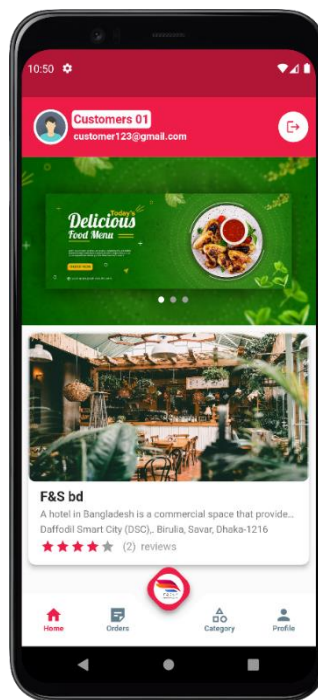 10:50
Customers 01
customer123@gmail.com
Today's
Delicious
Food Menu
F&S bd
A hotel in Bangladesh is a commercial space that provide...
Daffodil Smart City (DSC),. Birulia, Savar, Dhaka-1216
(2) reviews
Home
Orders
Category
Profile